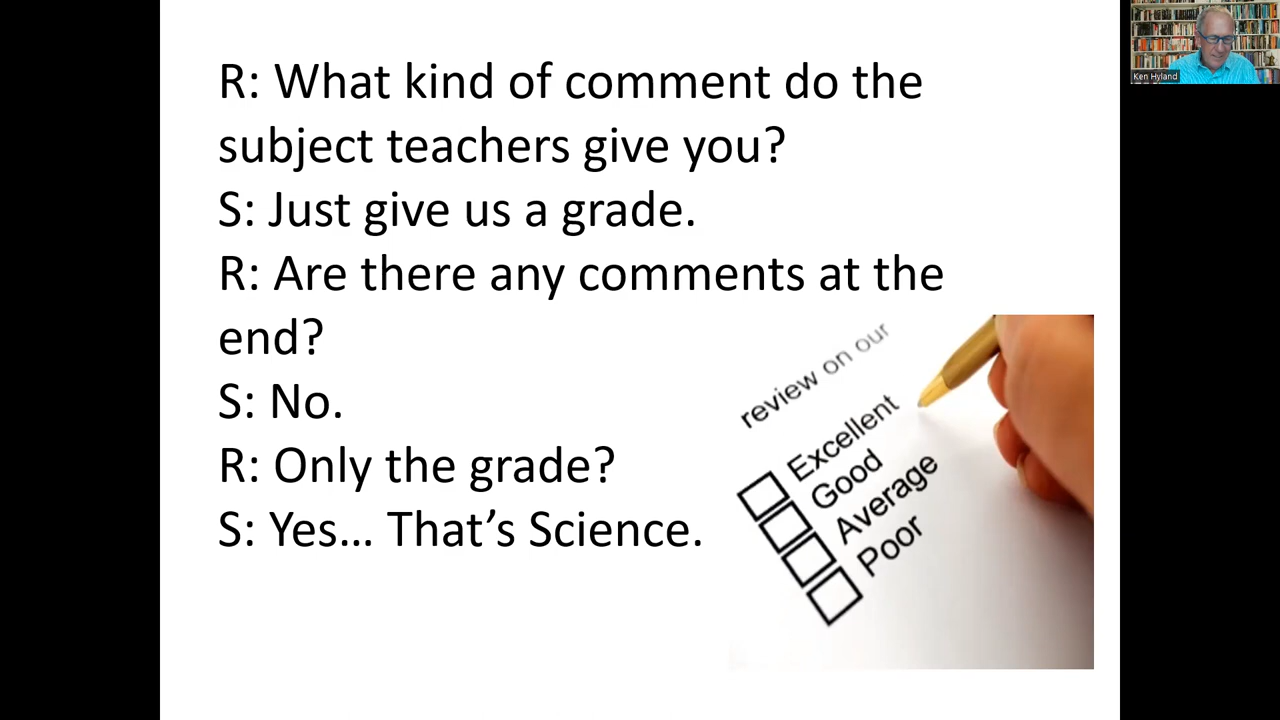 R: What kind of comment do the
subject teachers give you?
S: Just give us a grade.
R: Are there any comments at the
end?
S: No.
R: Only the grade?
S: Yes… That’s Science.
review on our
Excellent
Good
Average
Poor
Ken Hyland